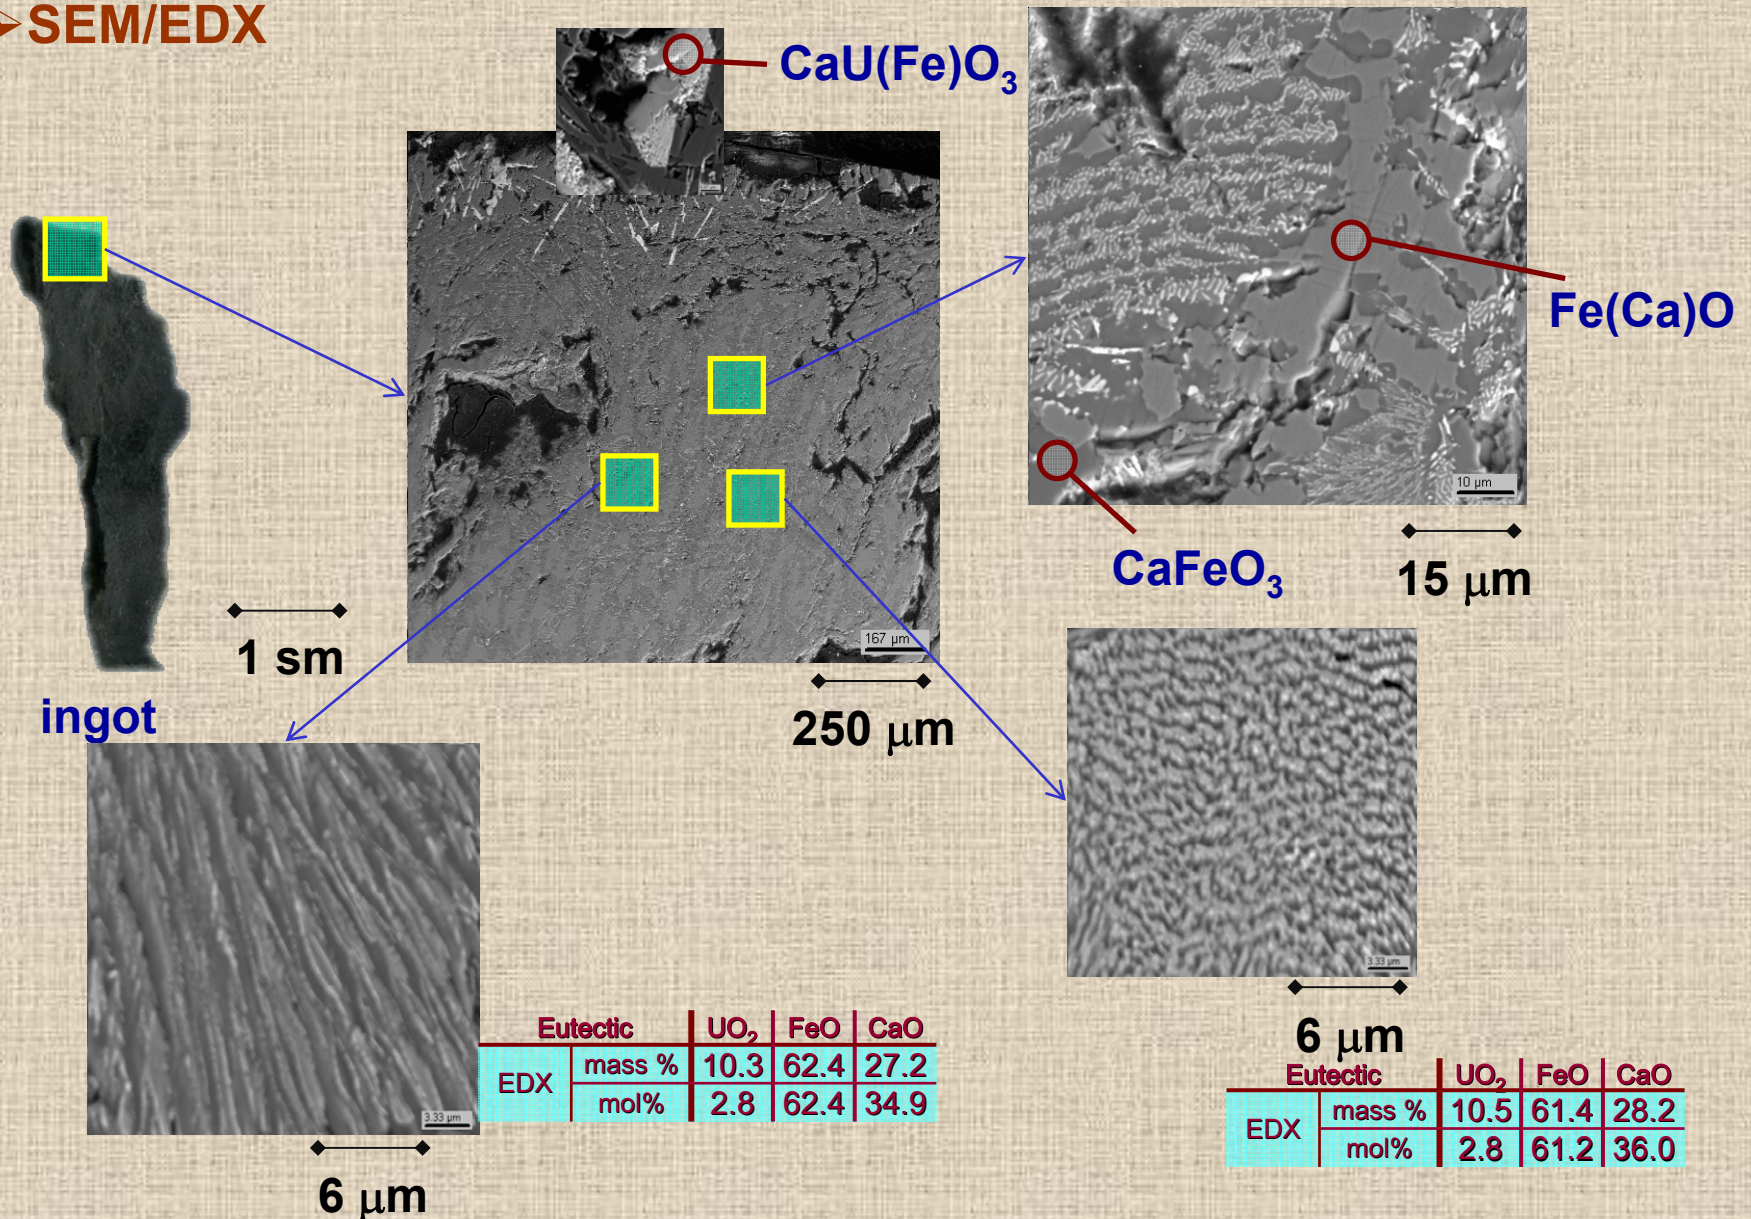 ➢SEM/EDX
CaU(Fe)O₃
Fe(Ca)O
CaFeO₃
10 µm
15 µm
167 µm
250 µm
1 sm
ingot
3.33 µm
6 µm
Eutectic UO₂ FeO CaO
EDX mass % 10.3 62.4 27.2
mol% 2.8 62.4 34.9
3.33 µm
6 µm
Eutectic UO₂ FeO CaO
EDX mass % 10.5 61.4 28.2
mol% 2.8 61.2 36.0